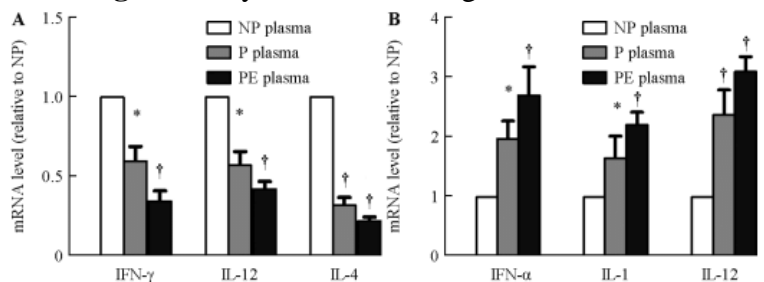 A
mRNA level (relative to NP)
1.5
1.0
0.5
0
NP plasma
P plasma
PE plasma
*
†
*
†
†
†
IFN-γ
IL-12
IL-4
B
mRNA level (relative to NP)
4
3
2
1
0
NP plasma
P plasma
PE plasma
*
†
*
†
†
†
IFN-α
IL-1
IL-12